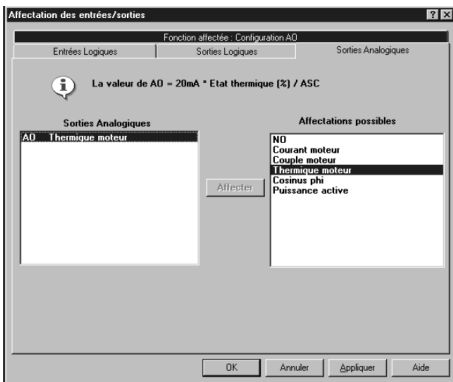 Affectation des entrées/sorties
Fonction affectée : Configuration AO
Entrées Logiques
Sorties Logiques
Sorties Analogiques
La valeur de AO = 20mA * Etat thermique (%) / ASC
Sorties Analogiques
AO Thermique moteur
Affecter
Affectations possibles
NO
Courant moteur
Couple moteur
Thermique moteur
Cosinus phi
Puissance active
OK
Annuler
Appliquer
Aide